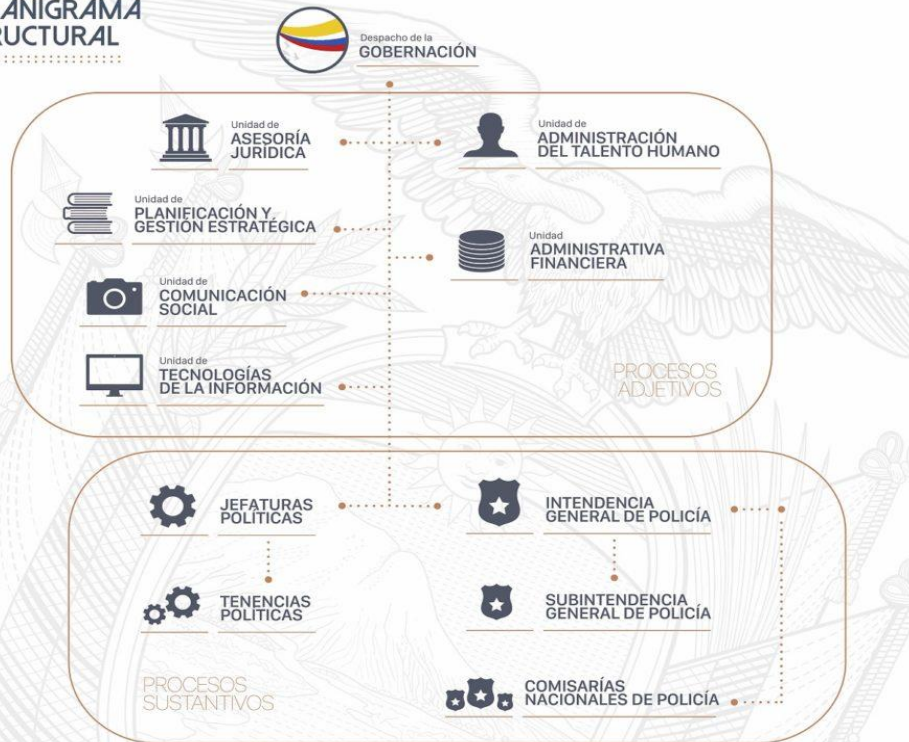 ANIGRAMA
RUCTURAL
Despacho de la
GOBERNACIÓN
Unidad de
ASESORÍA
JURÍDICA
Unidad de
ADMINISTRACIÓN
DEL TALENTO HUMANO
Unidad de
PLANIFICACIÓN Y
GESTIÓN ESTRATÉGICA
Unidad
ADMINISTRATIVA
FINANCIERA
Unidad de
COMUNICACIÓN
SOCIAL
Unidad de
TECNOLOGÍAS
DE LA INFORMACIÓN
PROCESOS
ADJETIVOS
JEFATURAS
POLÍTICAS
INTENDENCIA
GENERAL DE POLICÍA
TENENCIAS
POLÍTICAS
SUBINTENDENCIA
GENERAL DE POLICÍA
PROCESOS
SUSTANTIVOS
COMISARÍAS
NACIONALES DE POLICÍA